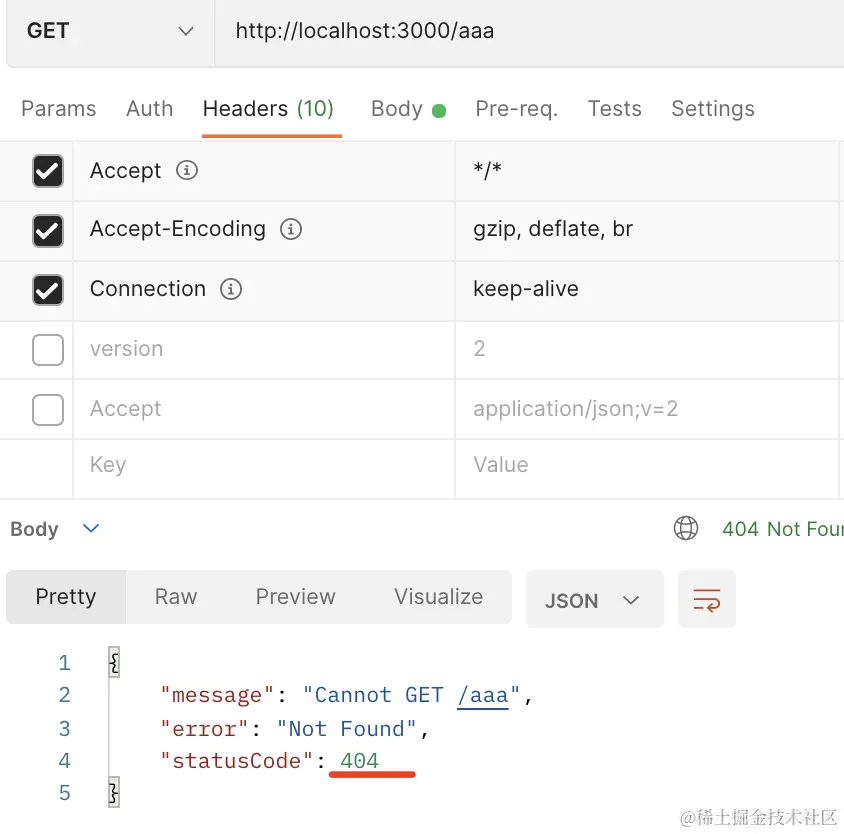 GET http://localhost:3000/aaa
Params Auth Headers (10) Body Pre-req. Tests Settings
Accept */*
Accept-Encoding gzip, deflate, br
Connection keep-alive
version 2
Accept application/json;v=2
Key Value
Body 404 Not Foun
Pretty Raw Preview Visualize JSON
1 {
2 "message": "Cannot GET /aaa",
3 "error": "Not Found",
4 "statusCode": 404
5 }
@稀土掘金技术社区